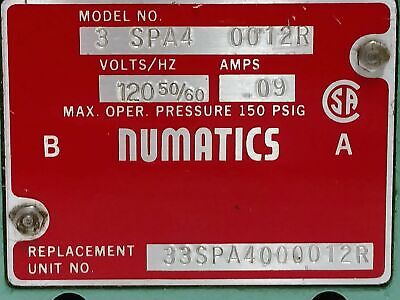 MODEL NO.
3 SPA4 0012R
VOLTS/HZ AMPS
120 50/60 09
MAX. OPER. PRESSURE 150 PSIG
SA
B NUMATICS A
REPLACEMENT
UNIT NO. 33SPA4000012R